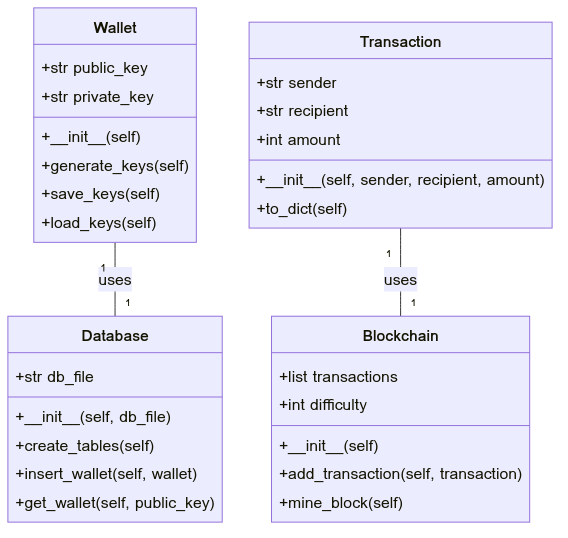 Wallet
+str public_key
+str private_key
+__init__(self)
+generate_keys(self)
+save_keys(self)
+load_keys(self)
Transaction
+str sender
+str recipient
+int amount
+__init__(self, sender, recipient, amount)
+to_dict(self)
1
uses
1
1
uses
1
Database
+str db_file
+__init__(self, db_file)
+create_tables(self)
+insert_wallet(self, wallet)
+get_wallet(self, public_key)
Blockchain
+list transactions
+int difficulty
+__init__(self)
+add_transaction(self, transaction)
+mine_block(self)